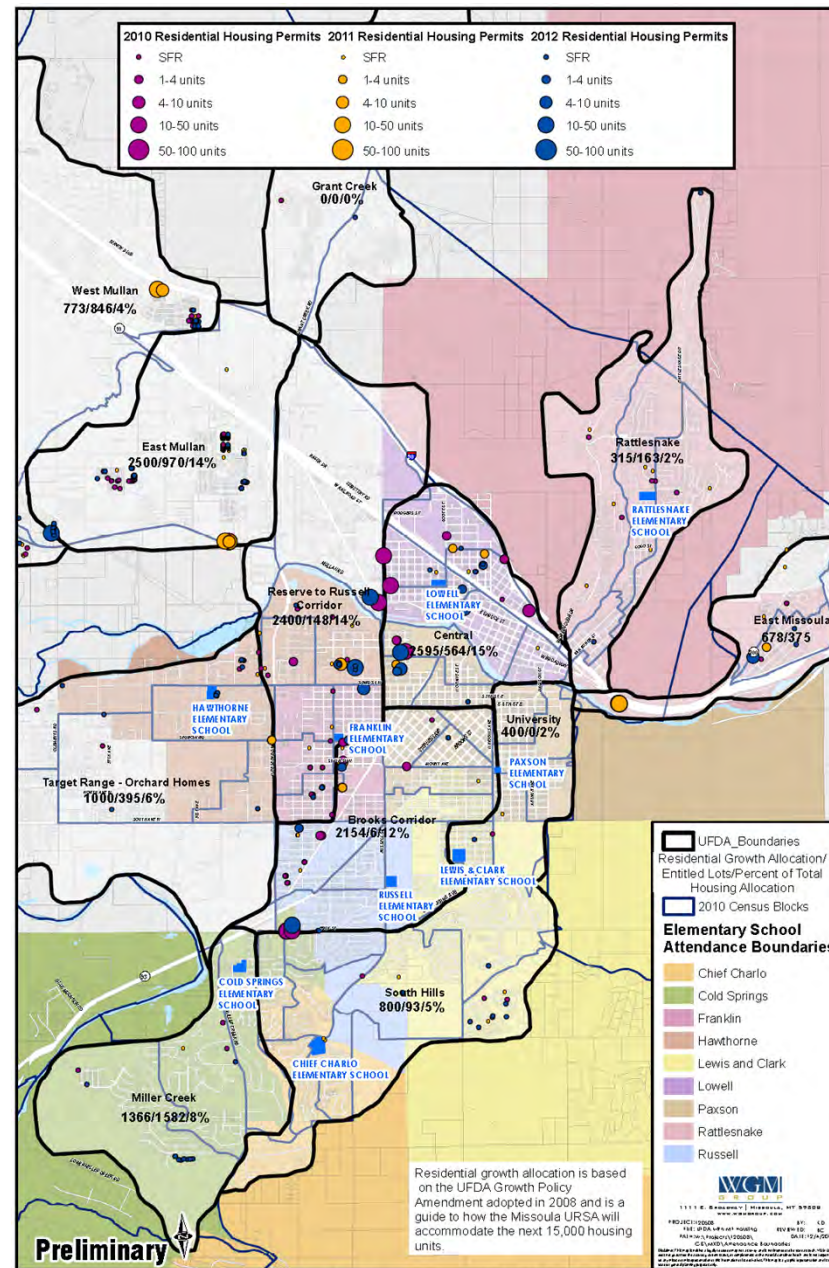 2010 Residential Housing Permits
SFR
1-4 units
4-10 units
10-50 units
50-100 units
2011 Residential Housing Permits
SFR
1-4 units
4-10 units
10-50 units
50-100 units
2012 Residential Housing Permits
SFR
1-4 units
4-10 units
10-50 units
50-100 units
Grant Creek
0/0/0%
West Mullan
773/846/4%
East Mullan
2500/970/14%
Rattlesnake
315/163/2%
RATTLESNAKE
ELEMENTARY
SCHOOL
LOWELL
ELEMENTARY
SCHOOL
Reserve to Russell
Corridor
2400/148/14%
Central
2595/564/15%
East Missoula
678/375
HAWTHORNE
ELEMENTARY
SCHOOL
FRANKLIN
ELEMENTARY
SCHOOL
University
400/0/2%
PAXSON
ELEMENTARY
SCHOOL
Target Range - Orchard Homes
1000/395/6%
Brooks Corridor
2154/6/12%
LEWIS & CLARK
ELEMENTARY SCHOOL
RUSSELL
ELEMENTARY
SCHOOL
COLD SPRINGS
ELEMENTARY
SCHOOL
South Hills
800/93/5%
CHIEF CHARLO
ELEMENTARY SCHOOL
Miller Creek
1366/1582/8%
UFDA_Boundaries
Residential Growth Allocation/
Entitled Lots/Percent of Total
Housing Allocation
2010 Census Blocks
Elementary School
Attendance Boundaries
Chief Charlo
Cold Springs
Franklin
Hawthorne
Lewis and Clark
Lowell
Paxson
Rattlesnake
Russell
Residential growth allocation is based
on the UFDA Growth Policy
Amendment adopted in 2008 and is a
guide to how the Missoula URSA will
accommodate the next 15,000 housing
units.
WGM
GROUP
1111 E. BROADWAY | MISSOULA, MT 59802
Preliminary